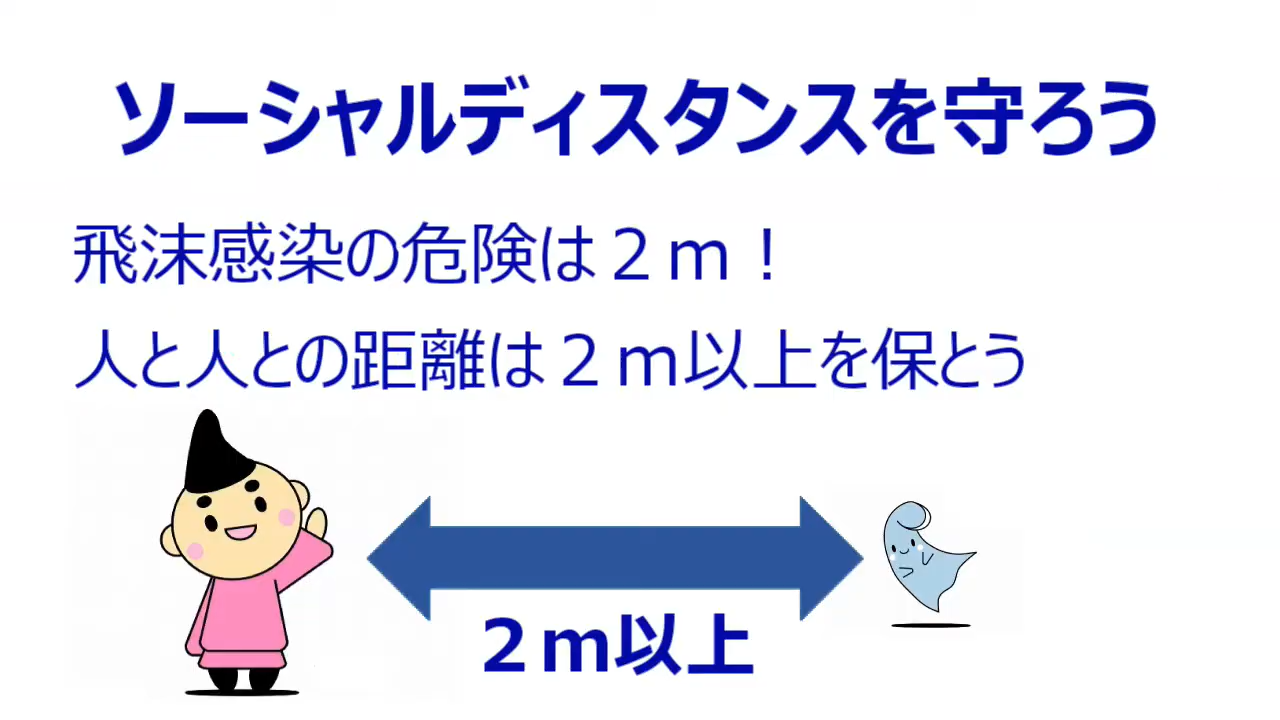 ソーシャルディスタンスを守ろう
飛沫感染の危険は２ｍ！
人と人との距離は２ｍ以上を保とう
２ｍ以上